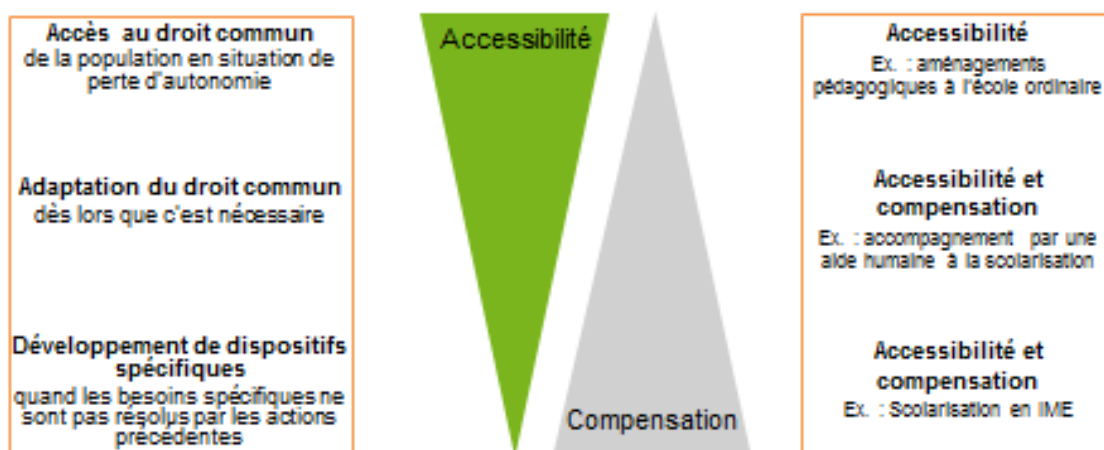 Accès au droit commun
de la population en situation de
perte d'autonomie
Adaptation du droit commun
dès lors que c'est nécessaire
Développement de dispositifs
spécifiques
quand les besoins spécifiques ne
sont pas résolus par les actions
précédentes
Accessibilité
Compensation
Accessibilité
Ex. : aménagements
pédagogiques à l'école ordinaire
Accessibilité et
compensation
Ex. : accompagnement par une
aide humaine à la scolarisation
Accessibilité et
compensation
Ex. : Scolarisation en IME